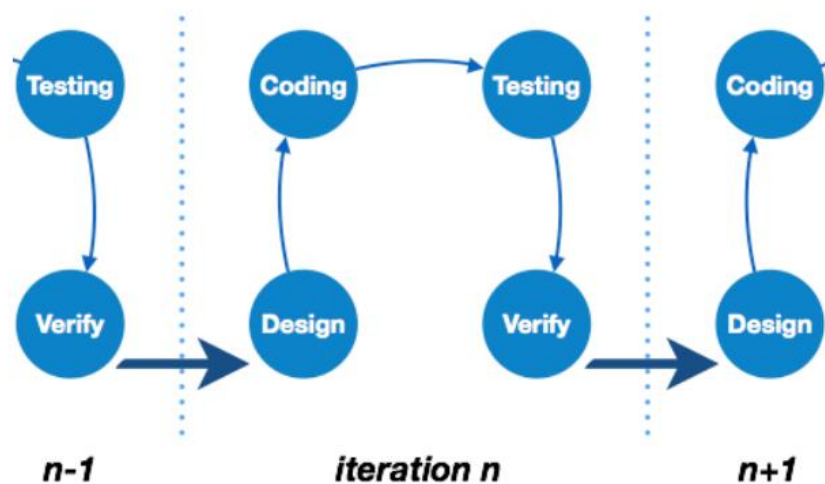 Testing
Coding
Testing
Coding
Verify
Design
Verify
Design
n-1
iteration n
n+1